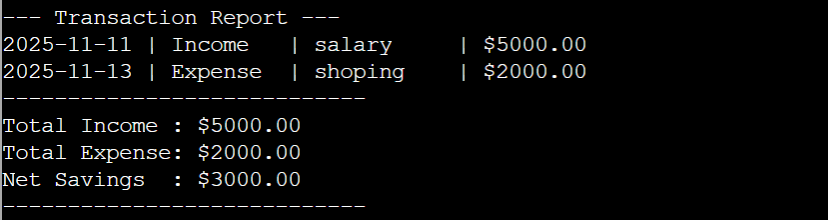 --- Transaction Report ---
2025-11-11 | Income   | salary     | $5000.00
2025-11-13 | Expense  | shoping    | $2000.00
----------------------------
Total Income : $5000.00
Total Expense: $2000.00
Net Savings  : $3000.00
----------------------------